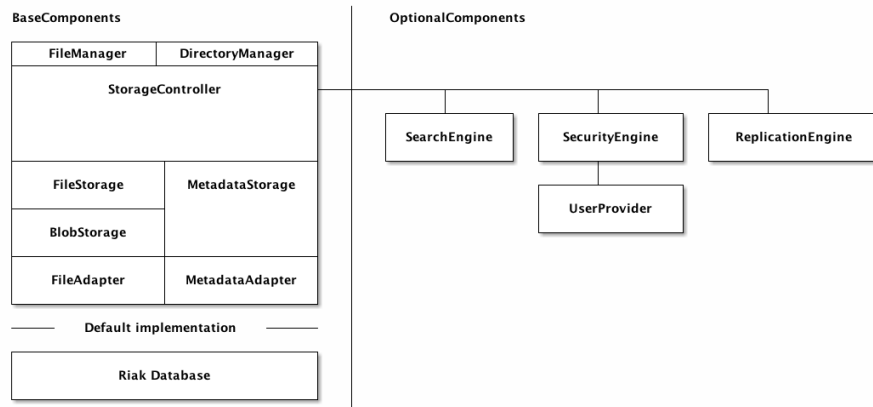 BaseComponents
OptionalComponents
FileManager
DirectoryManager
StorageController
SearchEngine
SecurityEngine
ReplicationEngine
FileStorage
MetadataStorage
UserProvider
BlobStorage
FileAdapter
MetadataAdapter
Default implementation
Riak Database